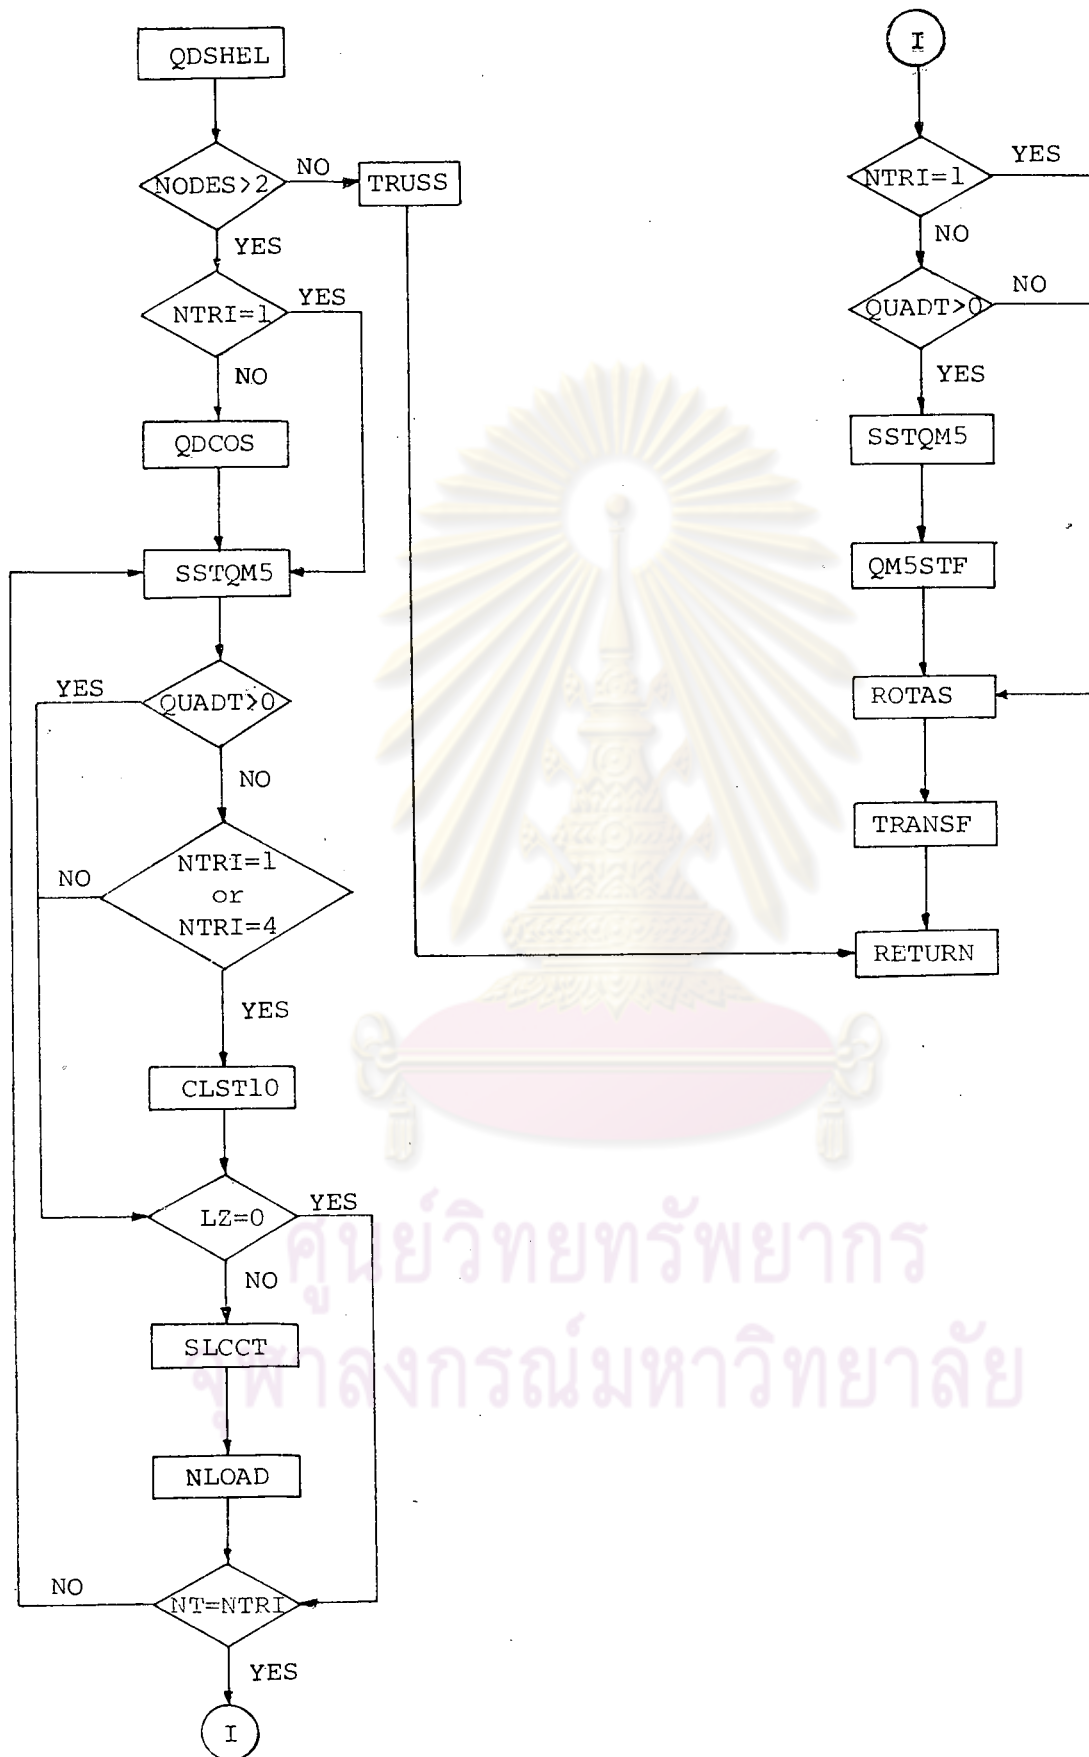 QDSHEL
NODES>2
NO
TRUSS
YES
NTRI=1
YES
NO
QDCOS
SSTQM5
YES
QUADT>0
NO
NTRI=1
or
NTRI=4
NO
YES
CLST10
LZ=0
YES
NO
SLCCT
NLOAD
NO
NT=NTRI
YES
I
I
NTRI=1
YES
NO
QUADT>0
NO
YES
SSTQM5
QM5STF
ROTAS
TRANSF
RETURN
ศูนย์วิทยทรัพยากร
จุฬาลงกรณ์มหาวิทยาลัย